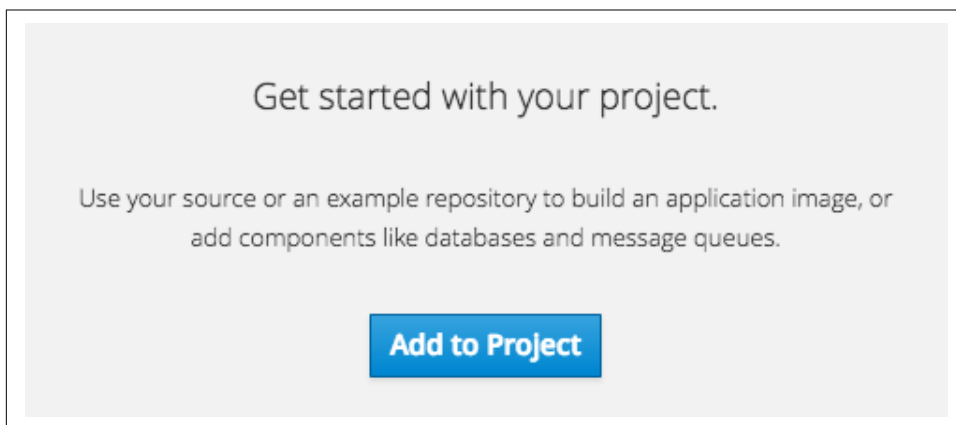 Get started with your project.
Use your source or an example repository to build an application image, or
add components like databases and message queues.
Add to Project